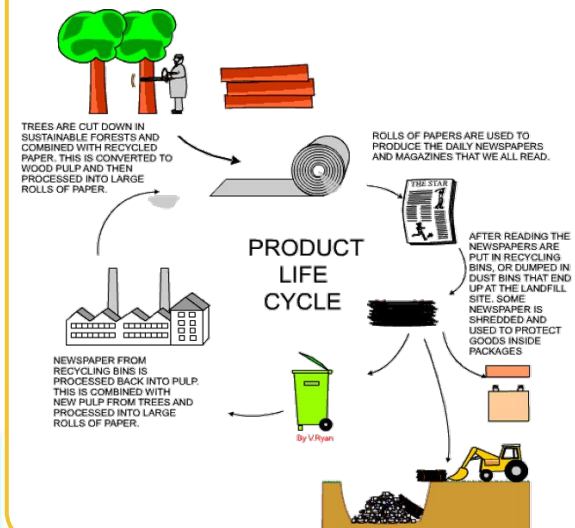 TREES ARE CUT DOWN IN
SUSTAINABLE FORESTS AND
COMBINED WITH RECYCLED
PAPER. THIS IS CONVERTED TO
WOOD PULP AND THEN
PROCESSED INTO LARGE
ROLLS OF PAPER.
ROLLS OF PAPERS ARE USED TO
PRODUCE THE DAILY NEWSPAPERS
AND MAGAZINES THAT WE ALL READ.
THE STAR
AFTER READING THE
NEWSPAPERS ARE
PUT IN RECYCLING
BINS, OR DUMPED IN
DUST BINS THAT END
UP AT THE LANDFILL
SITE. SOME
NEWSPAPER IS
SHREDDED AND
USED TO PROTECT
GOODS INSIDE
PACKAGES
PRODUCT
LIFE
CYCLE
NEWSPAPER FROM
RECYCLING BINS IS
PROCESSED BACK INTO PULP.
THIS IS COMBINED WITH
NEW PULP FROM TREES AND
PROCESSED INTO LARGE
ROLLS OF PAPER.
By V.Ryan